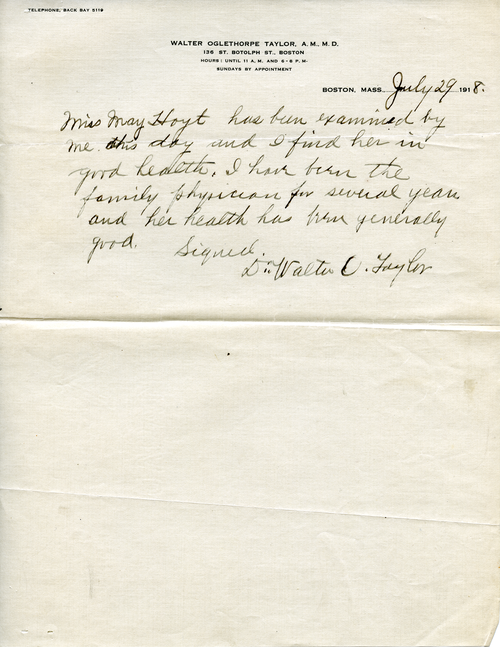 TELEPHONE, BACK BAY 5119
WALTER OGLETHORPE TAYLOR, A.M., M.D.
136 ST. BOTOLPH ST., BOSTON
HOURS: UNTIL 11 A.M. AND 6-8 P.M.
SUNDAYS BY APPOINTMENT
BOSTON, MASS. July 29 1918.
Miss May Hoyt has been examined by
me this day and I find her in
good health. I have been the
family physician for several years
and her health has been generally
good. Signed.
Dr. Walter O. Taylor